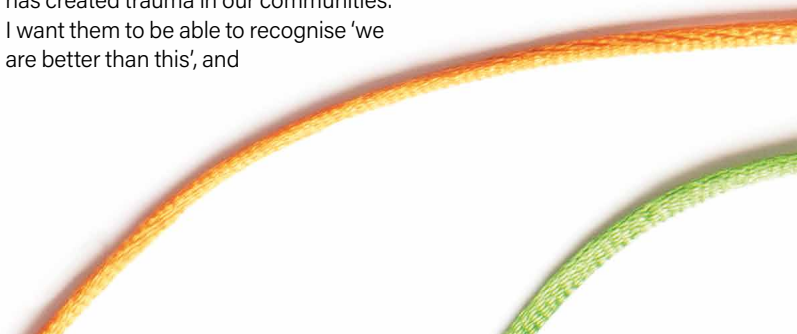 has created trauma in our communities.
I want them to be able to recognise ‘we
are better than this’, and